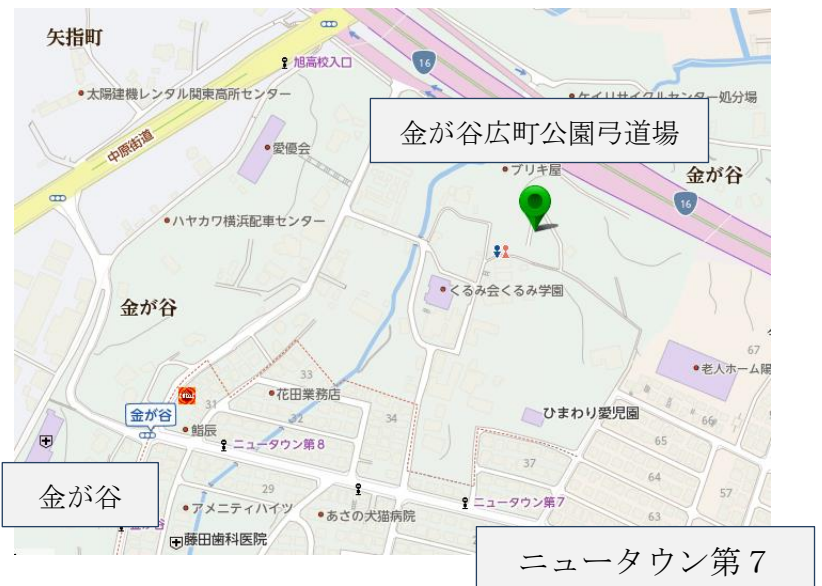 矢指町
旭高校入口
16
太陽建機レンタル関東高所センター
ケイリサイクルセンター処分場
金が谷広町公園弓道場
中原街道
愛優会
ブリキ屋
金が谷
16
ハヤカワ横浜配車センター
くるみ会くるみ学園
金が谷
67
老人ホーム陽
33
花田業務店
31
32
34
ひまわり愛児園
66
金が谷
鮨辰
65
ニュータウン第8
37
64
57
金が谷
29
ニュータウン第7
アメニティハイツ
あさの犬猫病院
63
藤田歯科医院
ニュータウン第7